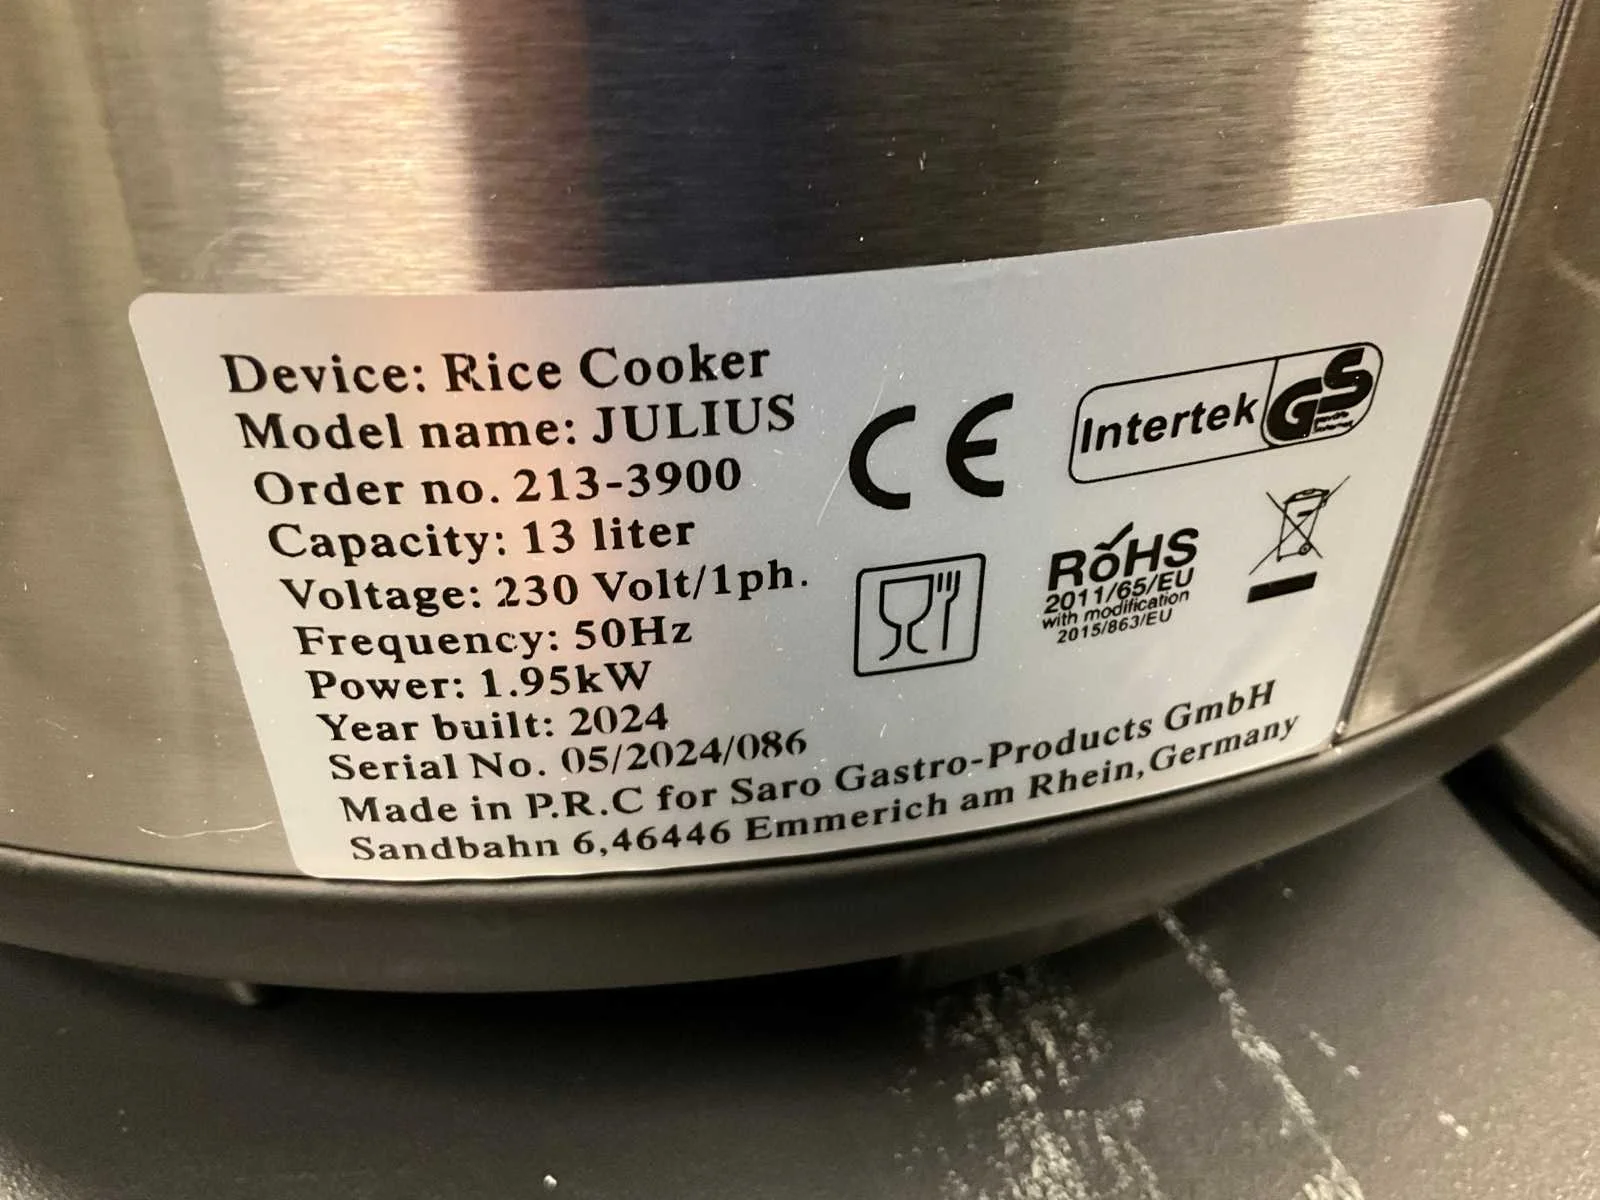 Device: Rice Cooker
Model name: JULIUS
Order no. 213-3900
Capacity: 13 liter
Voltage: 230 Volt/1ph.
Frequency: 50Hz
Power: 1.95kW
Year built: 2024
Serial No. 05/2024/086
Made in P.R.C for Saro Gastro-Products GmbH
Sandbahn 6,46446 Emmerich am Rhein,Germany
CE
Intertek GS
RoHS
2011/65/EU
with modification
2015/863/EU